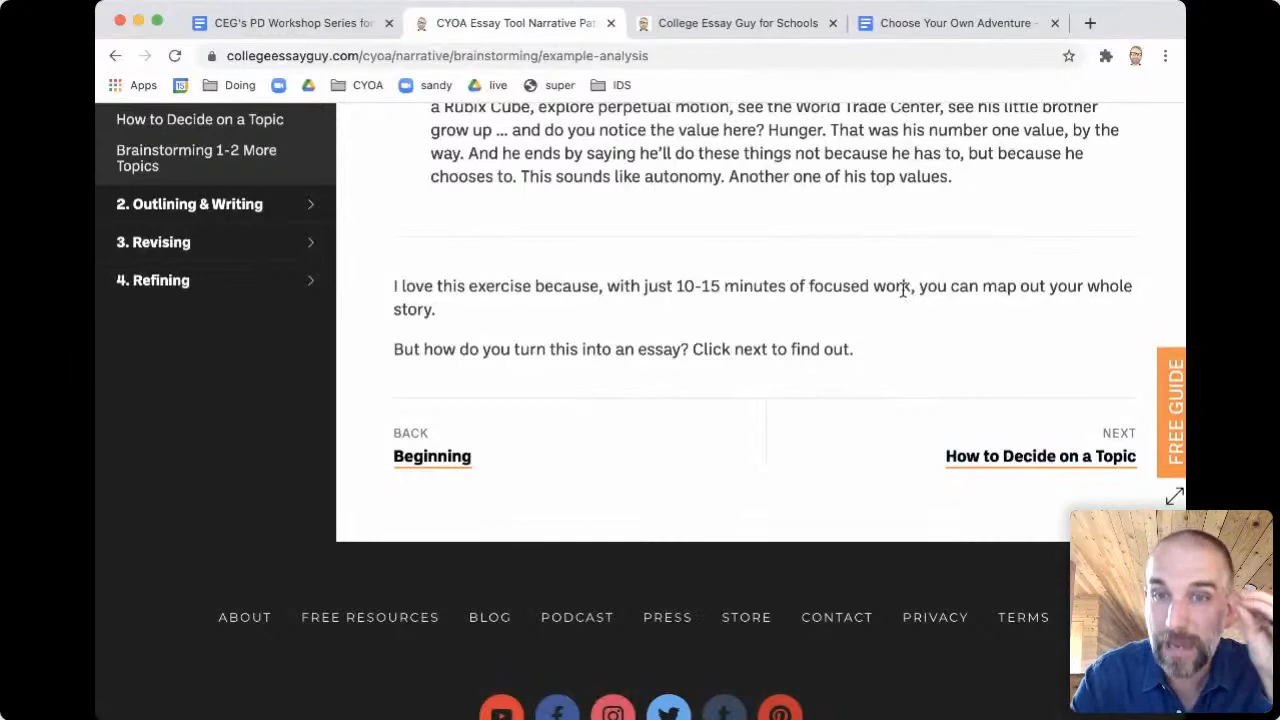 CEG's PD Workshop Series for
CYOA Essay Tool Narrative Pat
College Essay Guy for Schools
Choose Your Own Adventure -
collegeessayguy.com/cyoa/narrative/brainstorming/example-analysis
Apps
Doing
CYOA
sandy
live
super
IDS
How to Decide on a Topic
Brainstorming 1-2 More
Topics
2. Outlining & Writing
3. Revising
4. Refining
a Rubix Cube, explore perpetual motion, see the World Trade Center, see his little brother
grow up ... and do you notice the value here? Hunger. That was his number one value, by the
way. And he ends by saying he'll do these things not because he has to, but because he
chooses to. This sounds like autonomy. Another one of his top values.
I love this exercise because, with just 10-15 minutes of focused work, you can map out your whole
story.
But how do you turn this into an essay? Click next to find out.
BACK
Beginning
NEXT
How to Decide on a Topic
FREE GUIDE
ABOUT
FREE RESOURCES
BLOG
PODCAST
PRESS
STORE
CONTACT
PRIVACY
TERMS